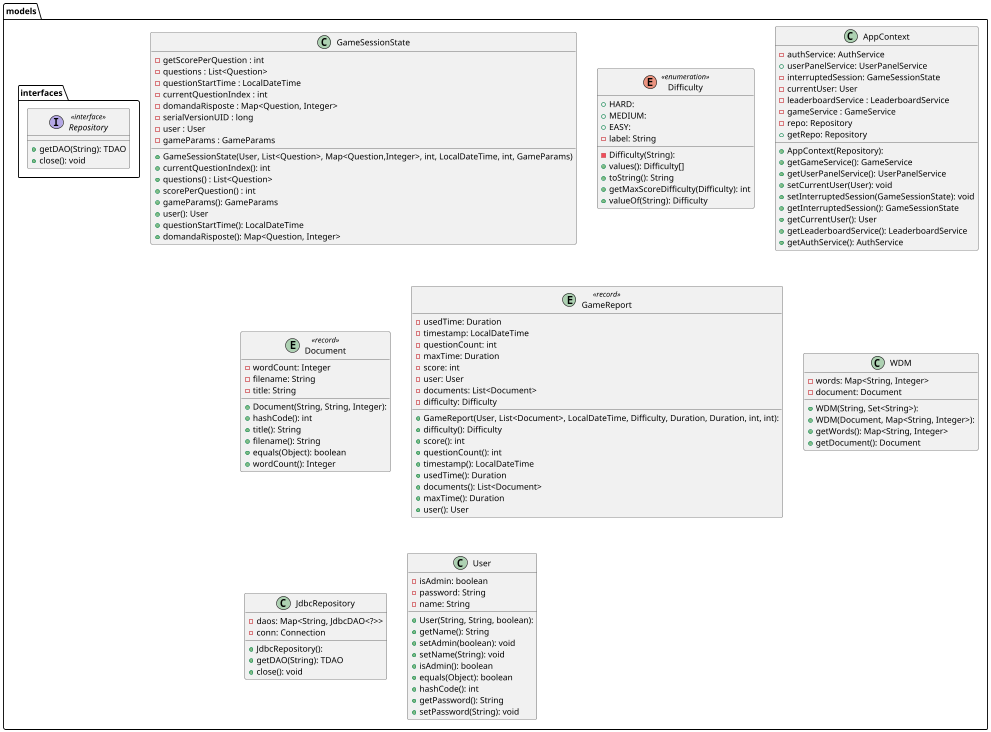 models
interfaces
I
«interface»
Repository
getDAO(String): TDAO
close(): void
C
GameSessionState
getScorePerQuestion : int
questions : List<Question>
questionStartTime : LocalDateTime
currentQuestionIndex : int
domandaRisposte : Map<Question, Integer>
serialVersionUID : long
user : User
gameParams : GameParams
GameSessionState(User, List<Question>, Map<Question,Integer>, int, LocalDateTime, int, GameParams)
currentQuestionIndex(): int
questions() : List<Question>
scorePerQuestion() : int
gameParams(): GameParams
user(): User
questionStartTime(): LocalDateTime
domandaRisposte(): Map<Question, Integer>
E
«enumeration»
Difficulty
HARD:
MEDIUM:
EASY:
label: String
Difficulty(String):
values(): Difficulty[]
toString(): String
getMaxScoreDifficulty(Difficulty): int
valueOf(String): Difficulty
C
AppContext
authService: AuthService
userPanelService: UserPanelService
interruptedSession: GameSessionState
currentUser: User
leaderboardService : LeaderboardService
gameService : GameService
repo: Repository
getRepo: Repository
AppContext(Repository):
getGameService(): GameService
getUserPanelService(): UserPanelService
setCurrentUser(User): void
setInterruptedSession(GameSessionState): void
getInterruptedSession(): GameSessionState
getCurrentUser(): User
getLeaderboardService(): LeaderboardService
getAuthService(): AuthService
E
«record»
Document
wordCount: Integer
filename: String
title: String
Document(String, String, Integer):
hashCode(): int
title(): String
filename(): String
equals(Object): boolean
wordCount(): Integer
E
«record»
GameReport
usedTime: Duration
timestamp: LocalDateTime
questionCount: int
maxTime: Duration
score: int
user: User
documents: List<Document>
difficulty: Difficulty
GameReport(User, List<Document>, LocalDateTime, Difficulty, Duration, Duration, int, int):
difficulty(): Difficulty
score(): int
questionCount(): int
timestamp(): LocalDateTime
usedTime(): Duration
documents(): List<Document>
maxTime(): Duration
user(): User
C
WDM
words: Map<String, Integer>
document: Document
WDM(String, Set<String>):
WDM(Document, Map<String, Integer>):
getWords(): Map<String, Integer>
getDocument(): Document
C
JdbcRepository
daos: Map<String, JdbcDAO<?>>
conn: Connection
JdbcRepository():
getDAO(String): TDAO
close(): void
C
User
isAdmin: boolean
password: String
name: String
User(String, String, boolean):
getName(): String
setAdmin(boolean): void
setName(String): void
isAdmin(): boolean
equals(Object): boolean
hashCode(): int
getPassword(): String
setPassword(String): void